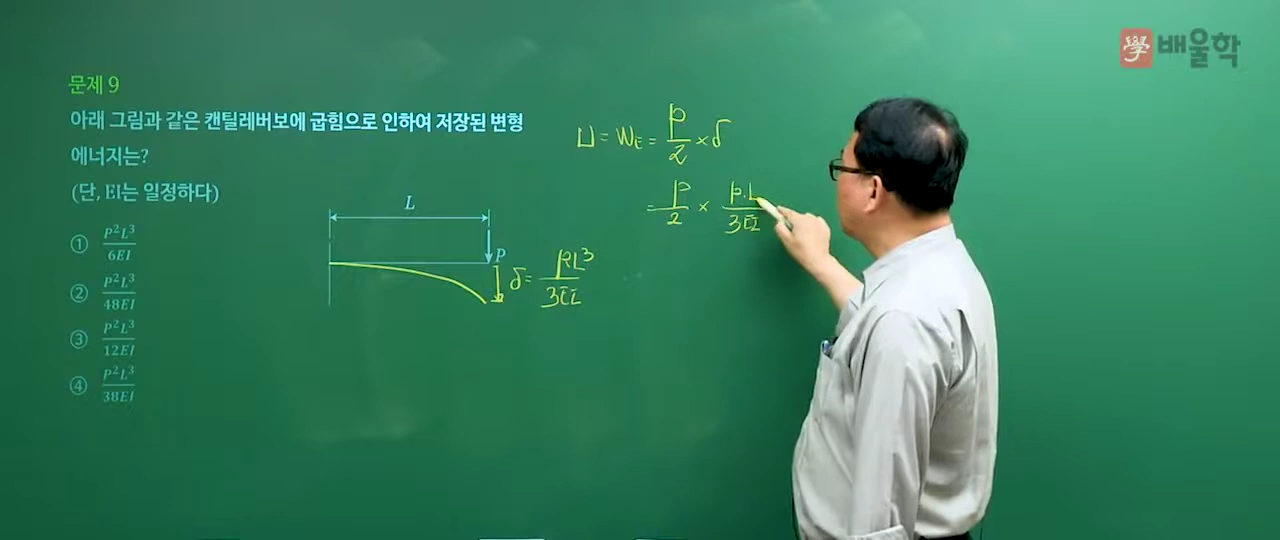 學 배울학
문제 9
아래 그림과 같은 캔틸레버보에 굽힘으로 인하여 저장된 변형
에너지는?
(단, EI는 일정하다)
① P²L³/6EI
② P²L³/48EI
③ P²L³/12EI
④ P²L³/38EI
L
P
δ = PL³/3EI
U = W_E = P/2 × δ
= P/2 × P·L/3EI